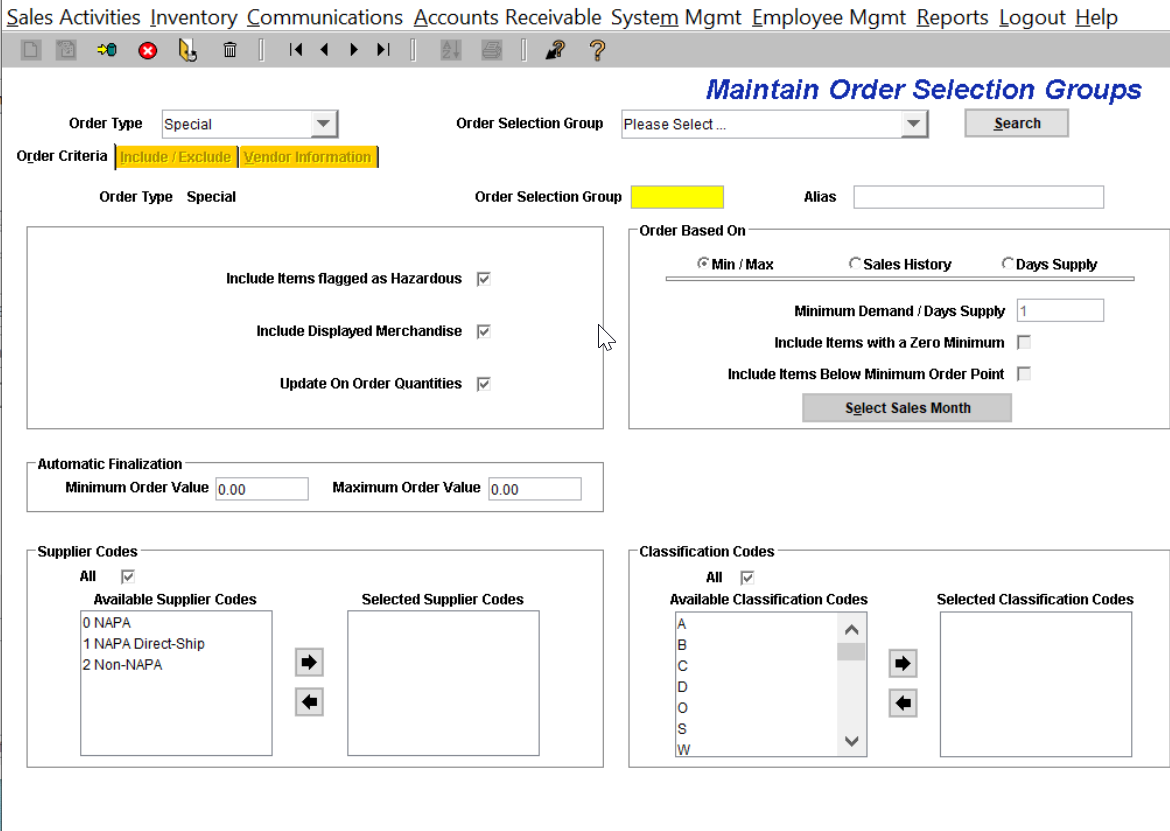 Sales Activities Inventory Communications Accounts Receivable System Mgmt Employee Mgmt Reports Logout Help
Maintain Order Selection Groups
Order Type Special Order Selection Group Please Select ... Search
Order Criteria Include / Exclude Vendor Information
Order Type Special Order Selection Group Alias
Order Based On
Include Items flagged as Hazardous
Include Displayed Merchandise
Update On Order Quantities
Min / Max Sales History Days Supply
Minimum Demand / Days Supply 1
Include Items with a Zero Minimum
Include Items Below Minimum Order Point
Select Sales Month
Automatic Finalization
Minimum Order Value 0.00 Maximum Order Value 0.00
Supplier Codes
All
Available Supplier Codes Selected Supplier Codes
0 NAPA
1 NAPA Direct-Ship
2 Non-NAPA
Classification Codes
All
Available Classification Codes Selected Classification Codes
A
B
C
D
O
S
W